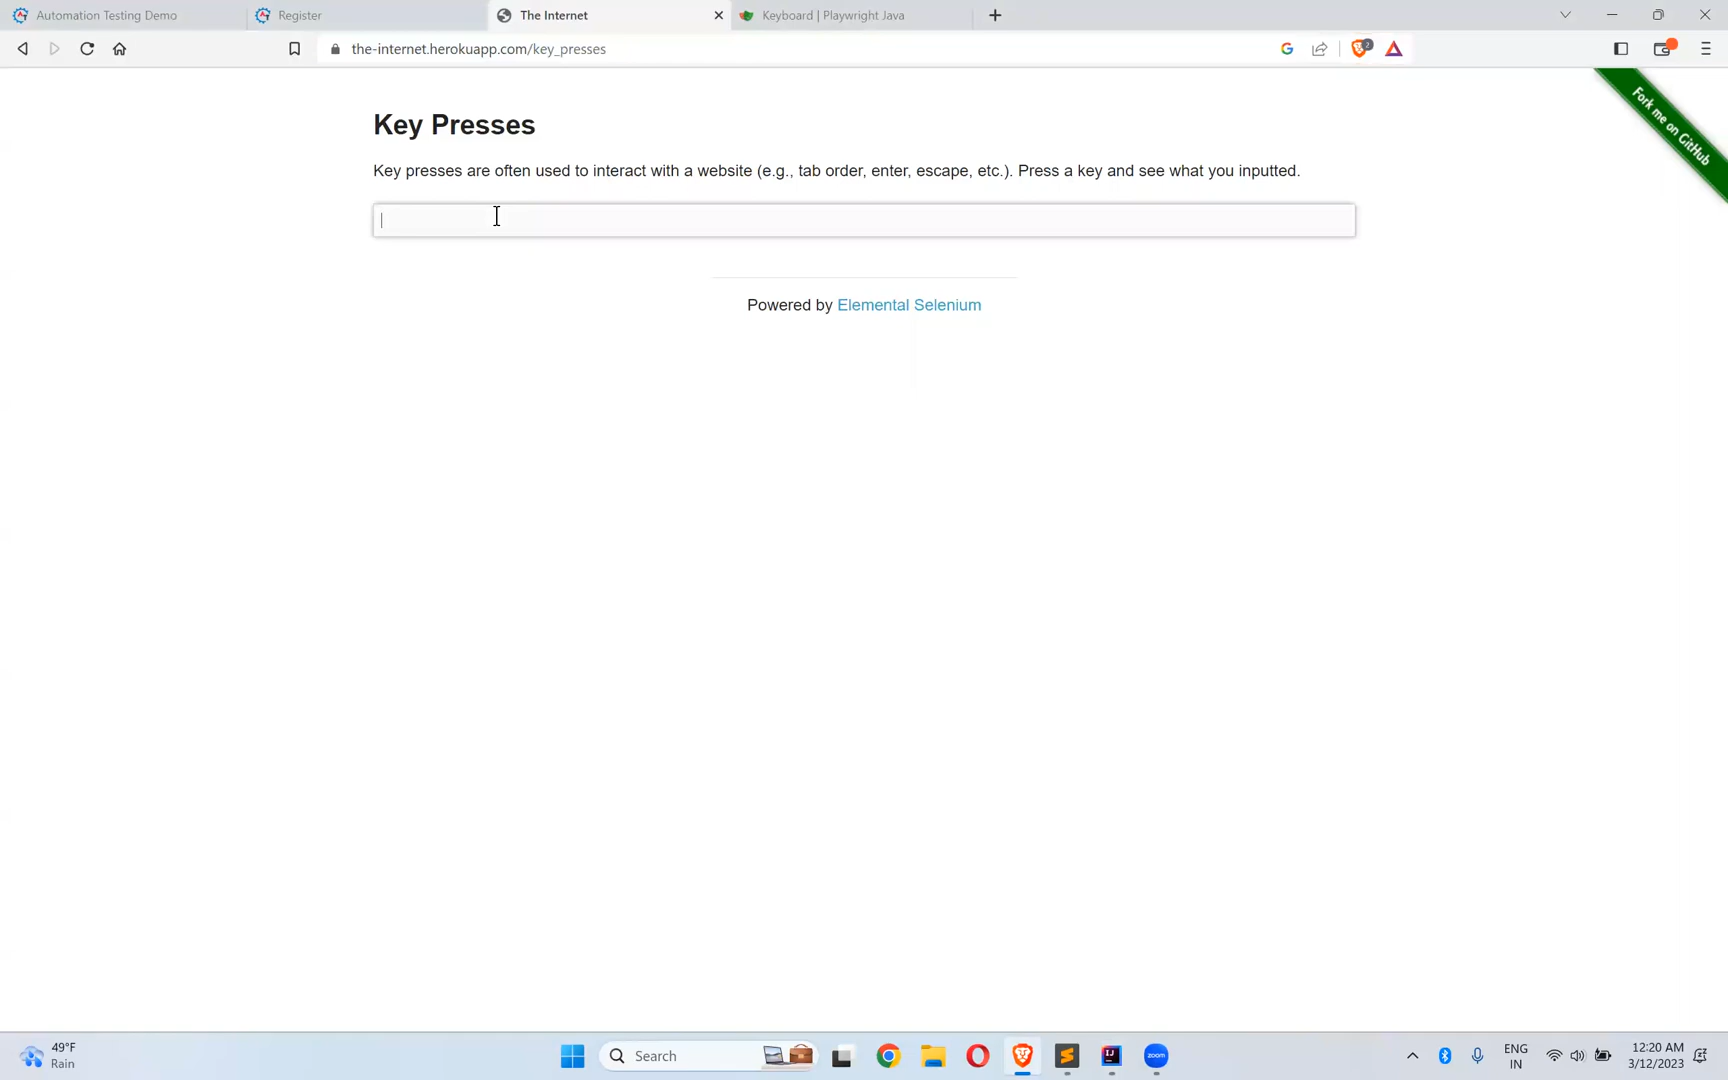 Automation Testing Demo
Register
The Internet
Keyboard | Playwright Java
the-internet.herokuapp.com/key_presses
2
Fork me on GitHub
Key Presses
Key presses are often used to interact with a website (e.g., tab order, enter, escape, etc.). Press a key and see what you inputted.
Powered by Elemental Selenium
49°F
Rain
Search
zoom
ENG
IN
12:20 AM
3/12/2023